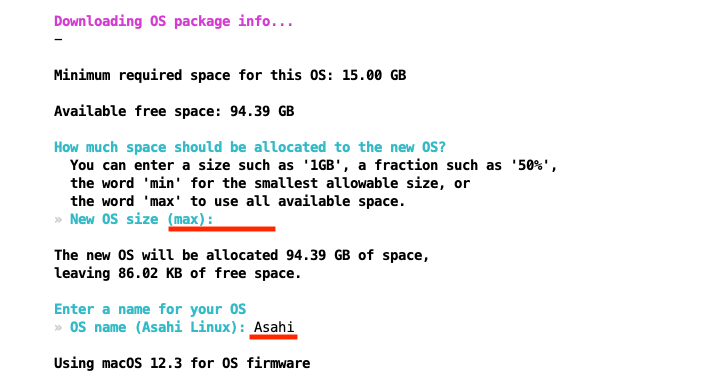 Downloading OS package info...
–
Minimum required space for this OS: 15.00 GB
Available free space: 94.39 GB
How much space should be allocated to the new OS?
You can enter a size such as '1GB', a fraction such as '50%',
the word 'min' for the smallest allowable size, or
the word 'max' to use all available space.
» New OS size (max):
The new OS will be allocated 94.39 GB of space,
leaving 86.02 KB of free space.
Enter a name for your OS
» OS name (Asahi Linux): Asahi
Using macOS 12.3 for OS firmware